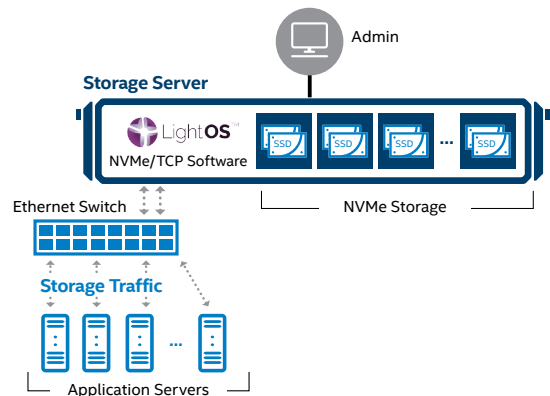 Admin
Storage Server
LightOS™
NVMe/TCP Software
SSD SSD SSD ... SSD
Ethernet Switch
NVMe Storage
Storage Traffic
...
Application Servers